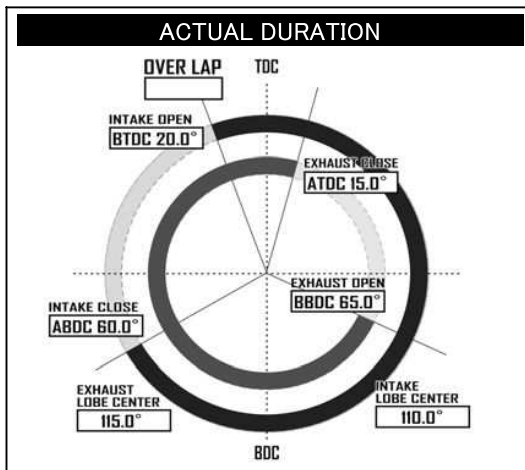 ACTUAL DURATION
OVER LAP
TDC
INTAKE OPEN
BTDC 20.0°
EXHAUST CLOSE
ATDC 15.0°
EXHAUST OPEN
BBDC 65.0°
INTAKE CLOSE
ABDC 60.0°
EXHAUST
LOBE CENTER
115.0°
INTAKE
LOBE CENTER
110.0°
BDC